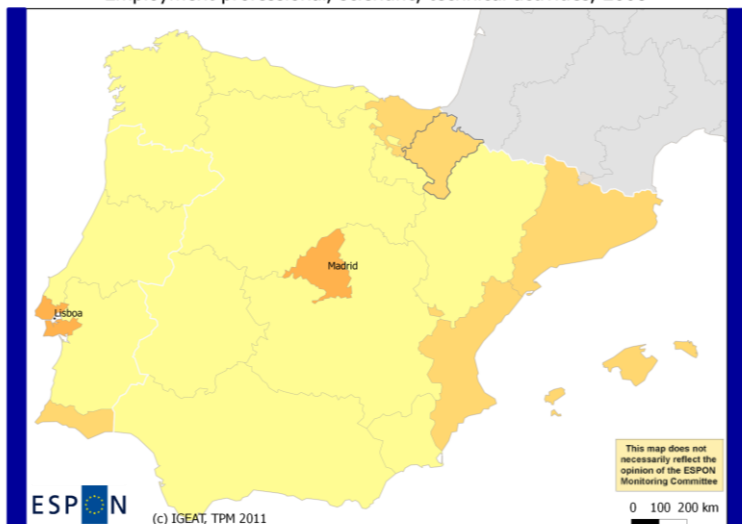 Madrid
Lisboa
This map does not
necessarily reflect the
opinion of the ESPON
Monitoring Committee
ESPON
(c) IGEAT, TPM 2011
0 100 200 km